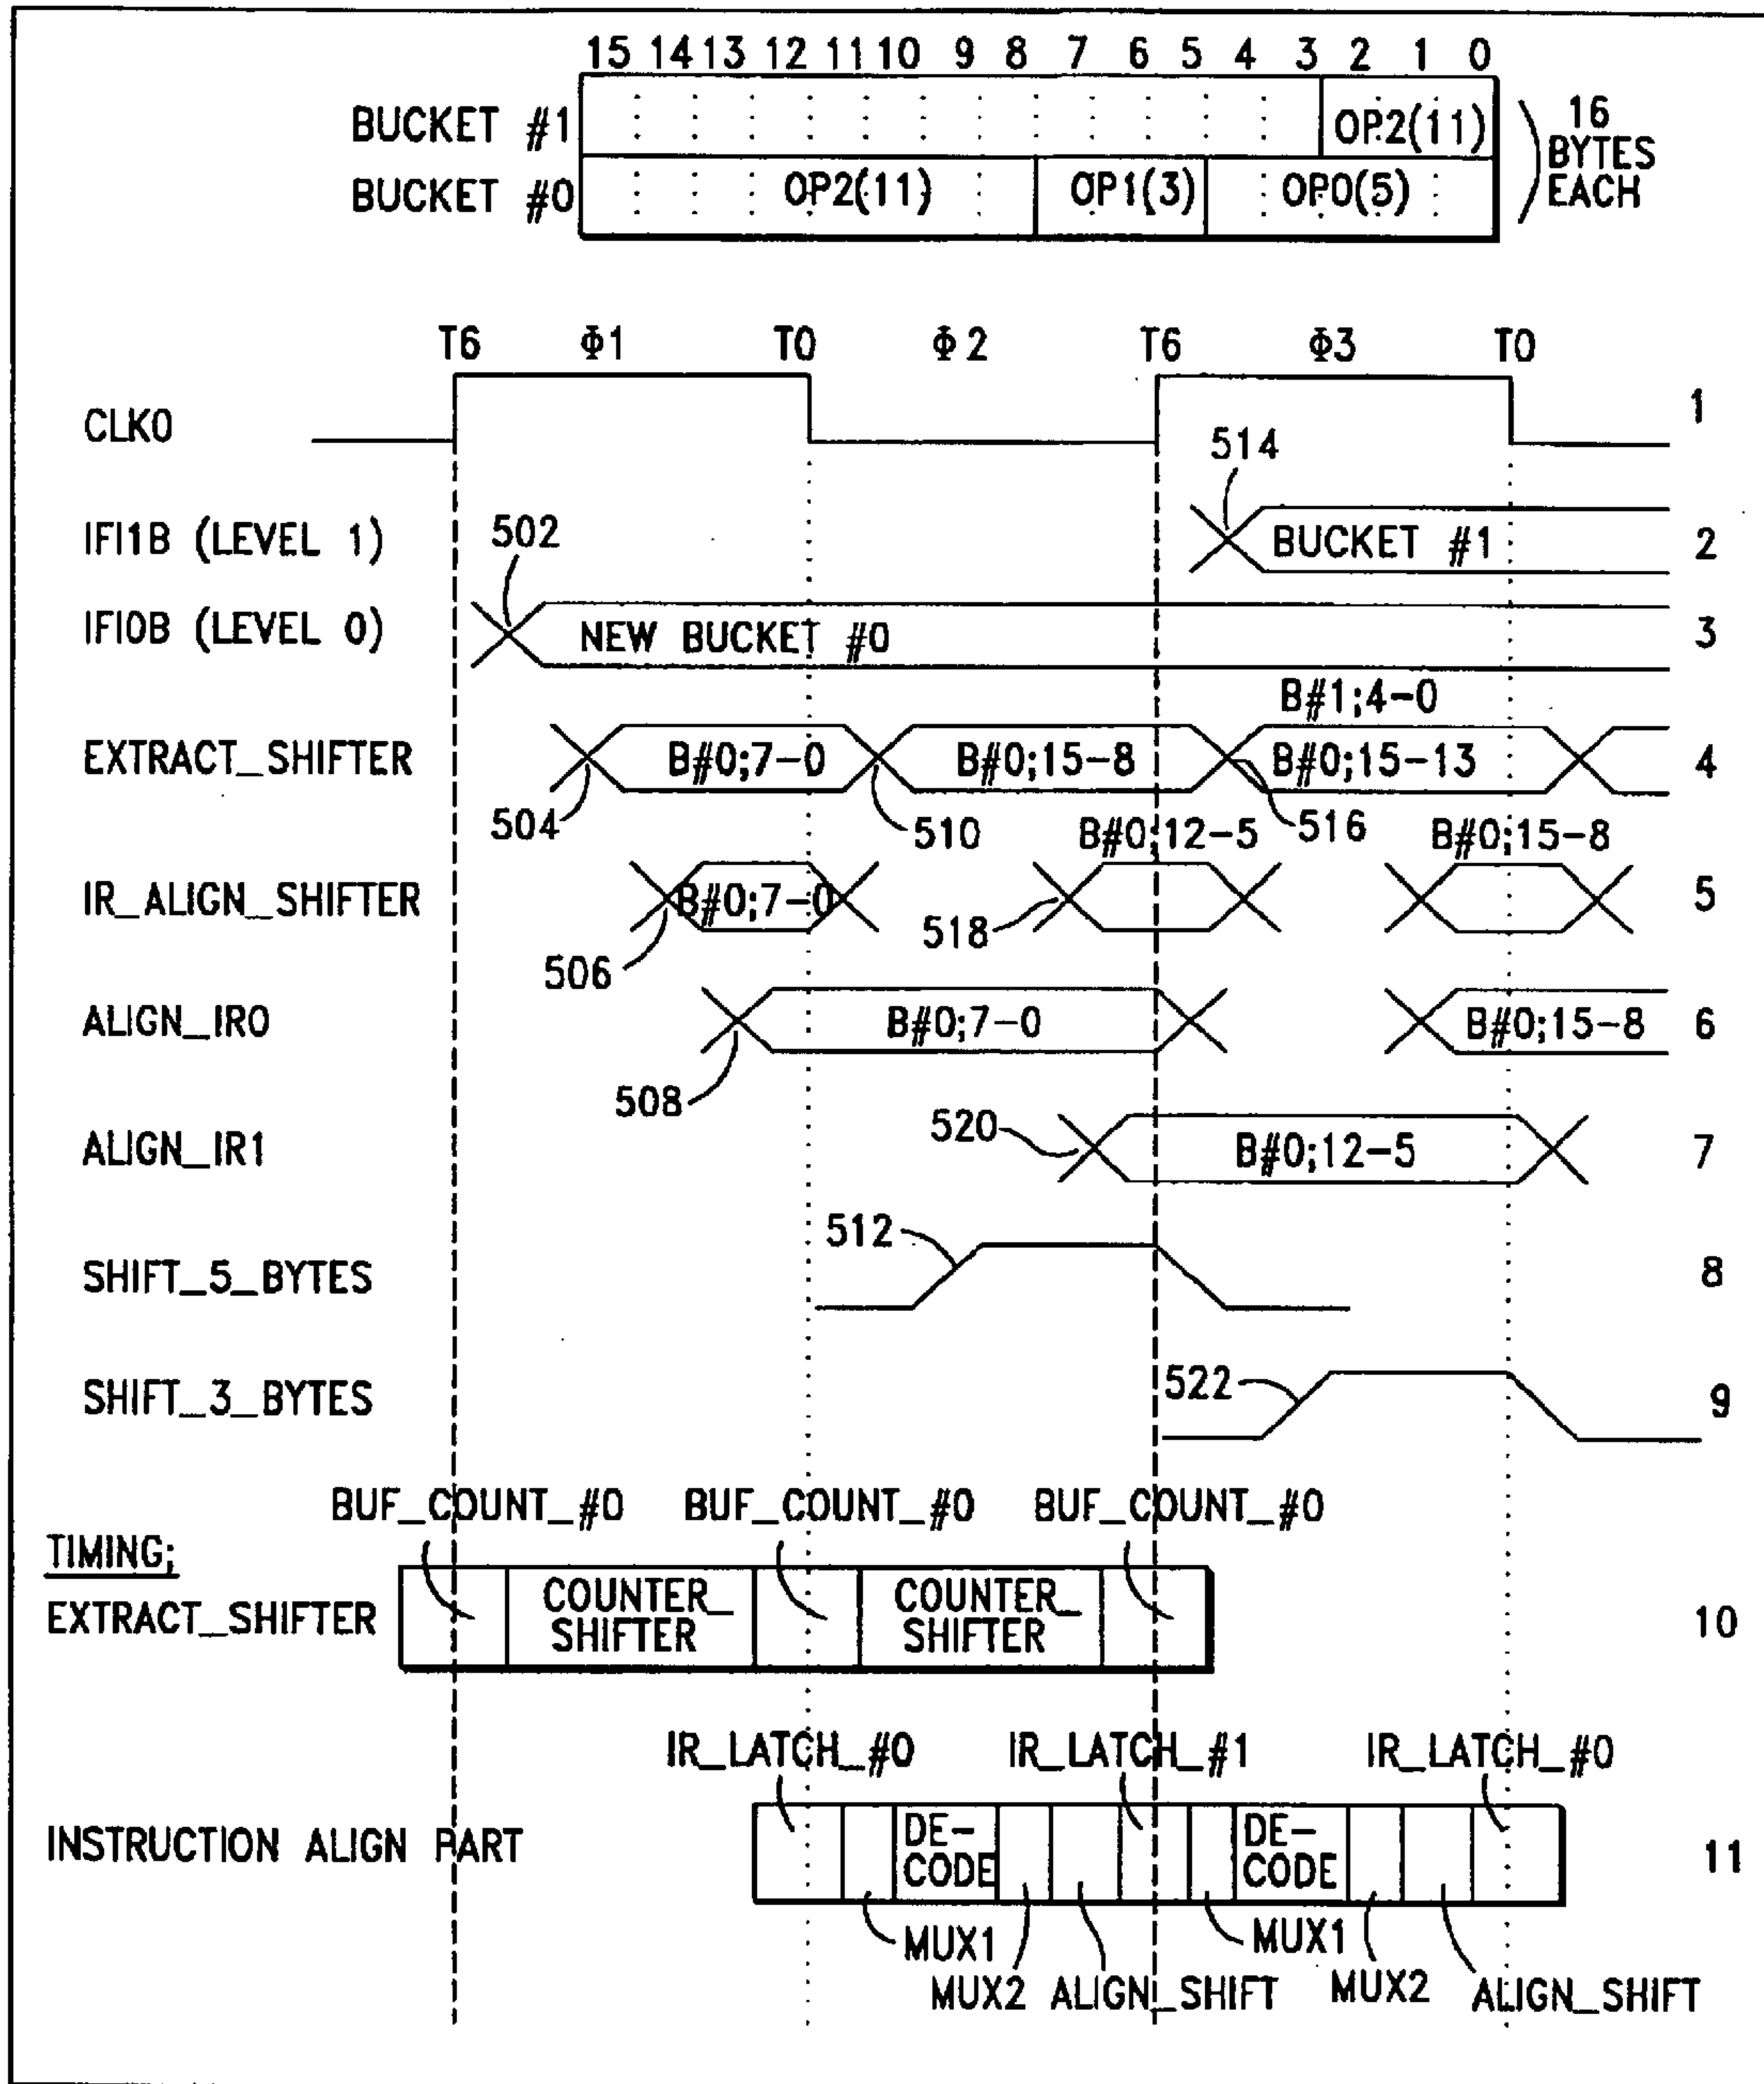 15 14 13 12 11 10 9 8 7 6 5 4 3 2 1 0
BUCKET #1
OP2(11)
BUCKET #0
OP2(11) OP1(3) OP0(5)
16
BYTES
EACH
T6 Φ1 T0 Φ2 T6 Φ3 T0
CLK0
1
514
IFI1B (LEVEL 1)
BUCKET #1
2
502
IFI0B (LEVEL 0)
NEW BUCKET #0
3
B#1;4-0
EXTRACT_SHIFTER
B#0;7-0 B#0;15-8 B#0;15-13
4
504 510 B#0;12-5 516 B#0;15-8
IR_ALIGN_SHIFTER
B#0;7-0
5
506 518
ALIGN_IR0
B#0;7-0 B#0;15-8
6
508
ALIGN_IR1
520
B#0;12-5
7
512
SHIFT_5_BYTES
8
522
SHIFT_3_BYTES
9
BUF_COUNT_#0 BUF_COUNT_#0 BUF_COUNT_#0
TIMING;
EXTRACT_SHIFTER
COUNTER_
SHIFTER
COUNTER_
SHIFTER
10
IR_LATCH_#0 IR_LATCH_#1 IR_LATCH_#0
INSTRUCTION ALIGN PART
DE-
CODE
DE-
CODE
11
MUX1 MUX1
MUX2 ALIGN_SHIFT MUX2 ALIGN_SHIFT